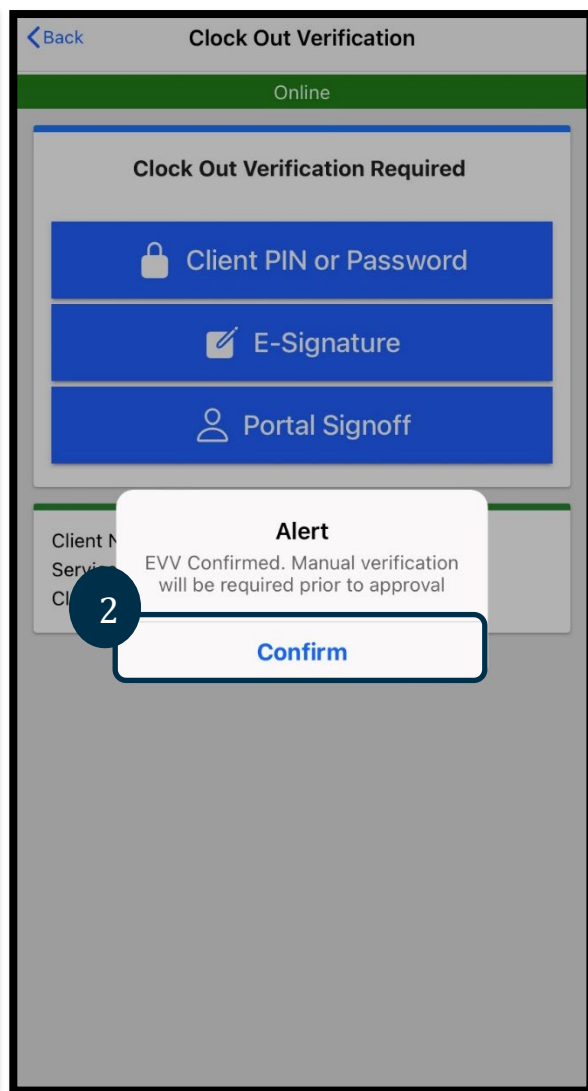 Back
Clock Out Verification
Online
Clock Out Verification Required
Client PIN or Password
E-Signature
Portal Signoff
Alert
EVV Confirmed. Manual verification
will be required prior to approval
Client
2
Confirm